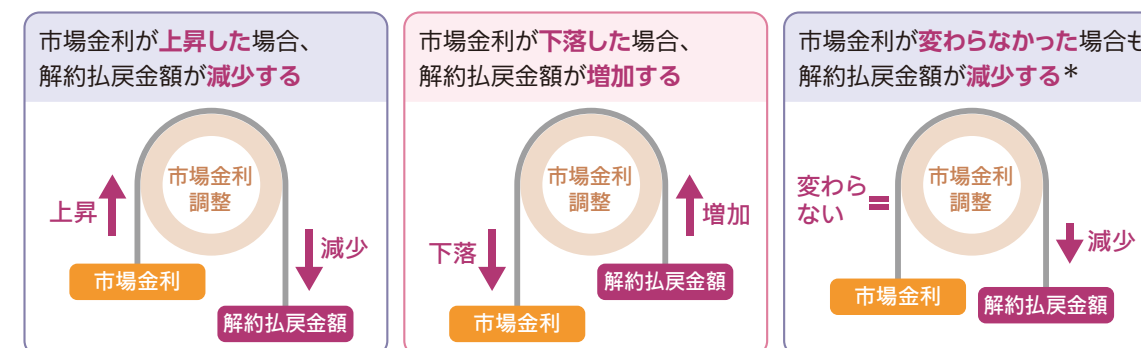 市場金利が上昇した場合、
解約払戻金額が減少する
市場金利
調整
上昇
減少
市場金利
解約払戻金額
市場金利が下落した場合、
解約払戻金額が増加する
市場金利
調整
下落
増加
解約払戻金額
市場金利
市場金利が変わらなかった場合も
解約払戻金額が減少する*
市場金利
調整
変わら
ない
減少
市場金利
解約払戻金額